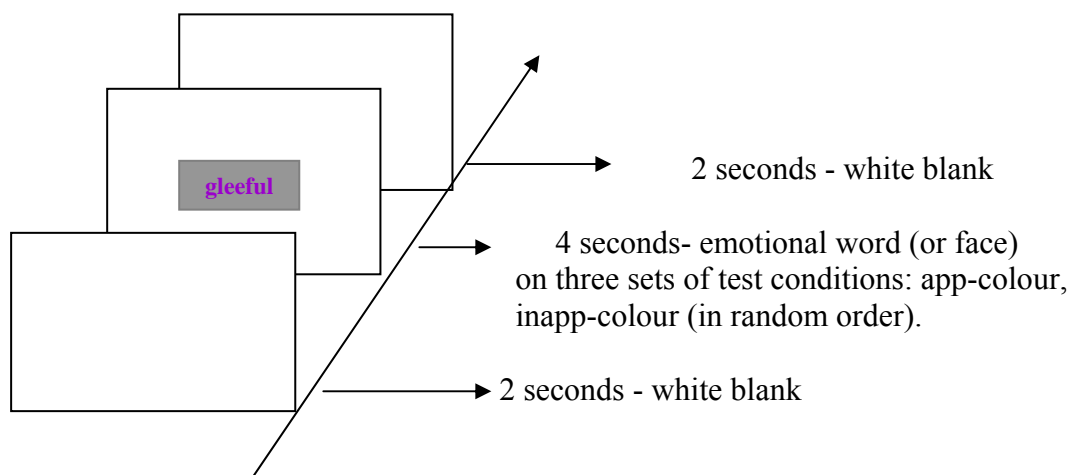 gleeful
2 seconds - white blank
4 seconds- emotional word (or face)
on three sets of test conditions: app-colour,
inapp-colour (in random order).
2 seconds - white blank